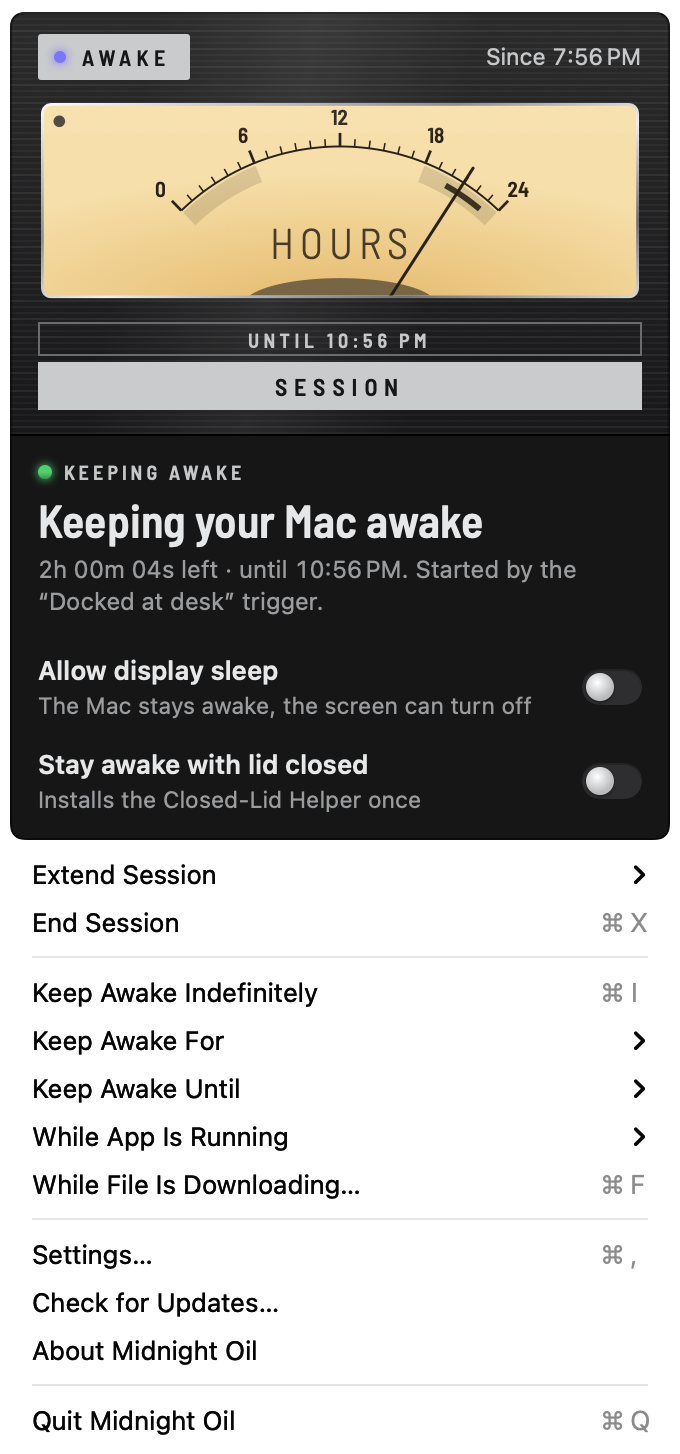 AWAKE
Since 7:56 PM
0 6 12 18 24
HOURS
UNTIL 10:56 PM
SESSION
KEEPING AWAKE
Keeping your Mac awake
2h 00m 04s left · until 10:56 PM. Started by the
“Docked at desk” trigger.
Allow display sleep
The Mac stays awake, the screen can turn off
Stay awake with lid closed
Installs the Closed-Lid Helper once
Extend Session
End Session ⌘ X
Keep Awake Indefinitely ⌘ I
Keep Awake For
Keep Awake Until
While App Is Running
While File Is Downloading... ⌘ F
Settings... ⌘ ,
Check for Updates...
About Midnight Oil
Quit Midnight Oil ⌘ Q